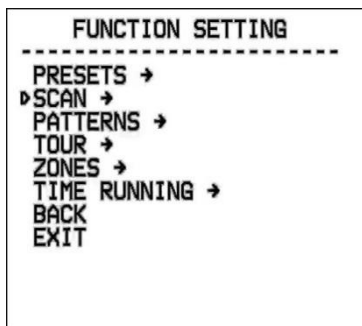 FUNCTION SETTING
------------------------
PRESETS →
▷SCAN →
PATTERNS →
TOUR →
ZONES →
TIME RUNNING →
BACK
EXIT